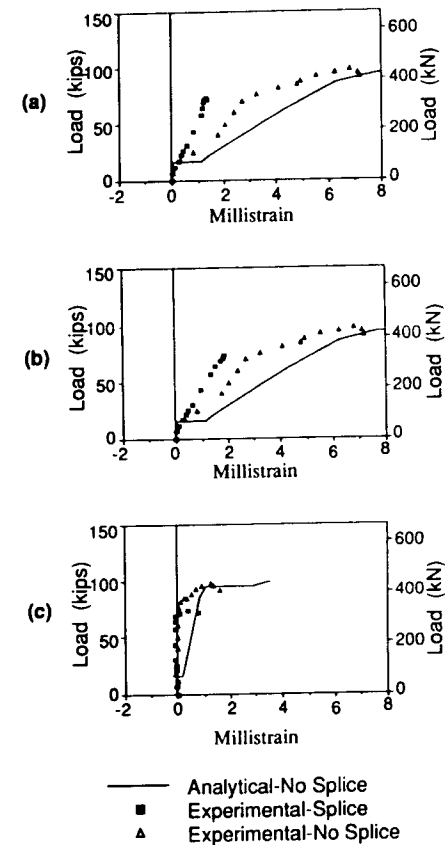 (a)
Load (kips)
150
100
50
0
-2 0 2 4 6 8
Millistrain
600
400
200
0
Load (kN)
(b)
Load (kips)
150
100
50
0
-2 0 2 4 6 8
Millistrain
600
400
200
0
Load (kN)
(c)
Load (kips)
150
100
50
0
-2 0 2 4 6 8
Millistrain
600
400
200
0
Load (kN)
Analytical-No Splice
Experimental-Splice
Experimental-No Splice